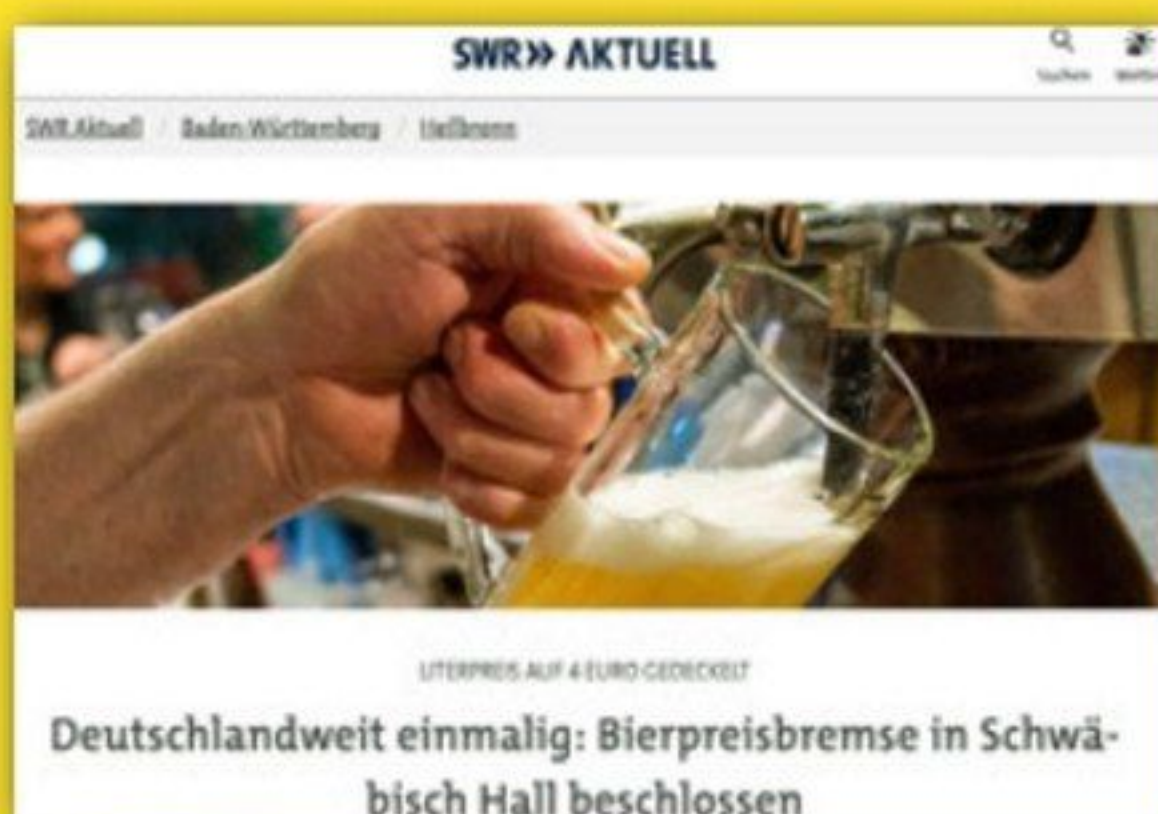 SWR» AKTUELL
Suchen
SWR Aktuell / Baden-Württemberg / Heilbronn
LITERPREIS AUF 4 EURO GEDECKELT
Deutschlandweit einmalig: Bierpreisbremse in Schwä-
bisch Hall beschlossen